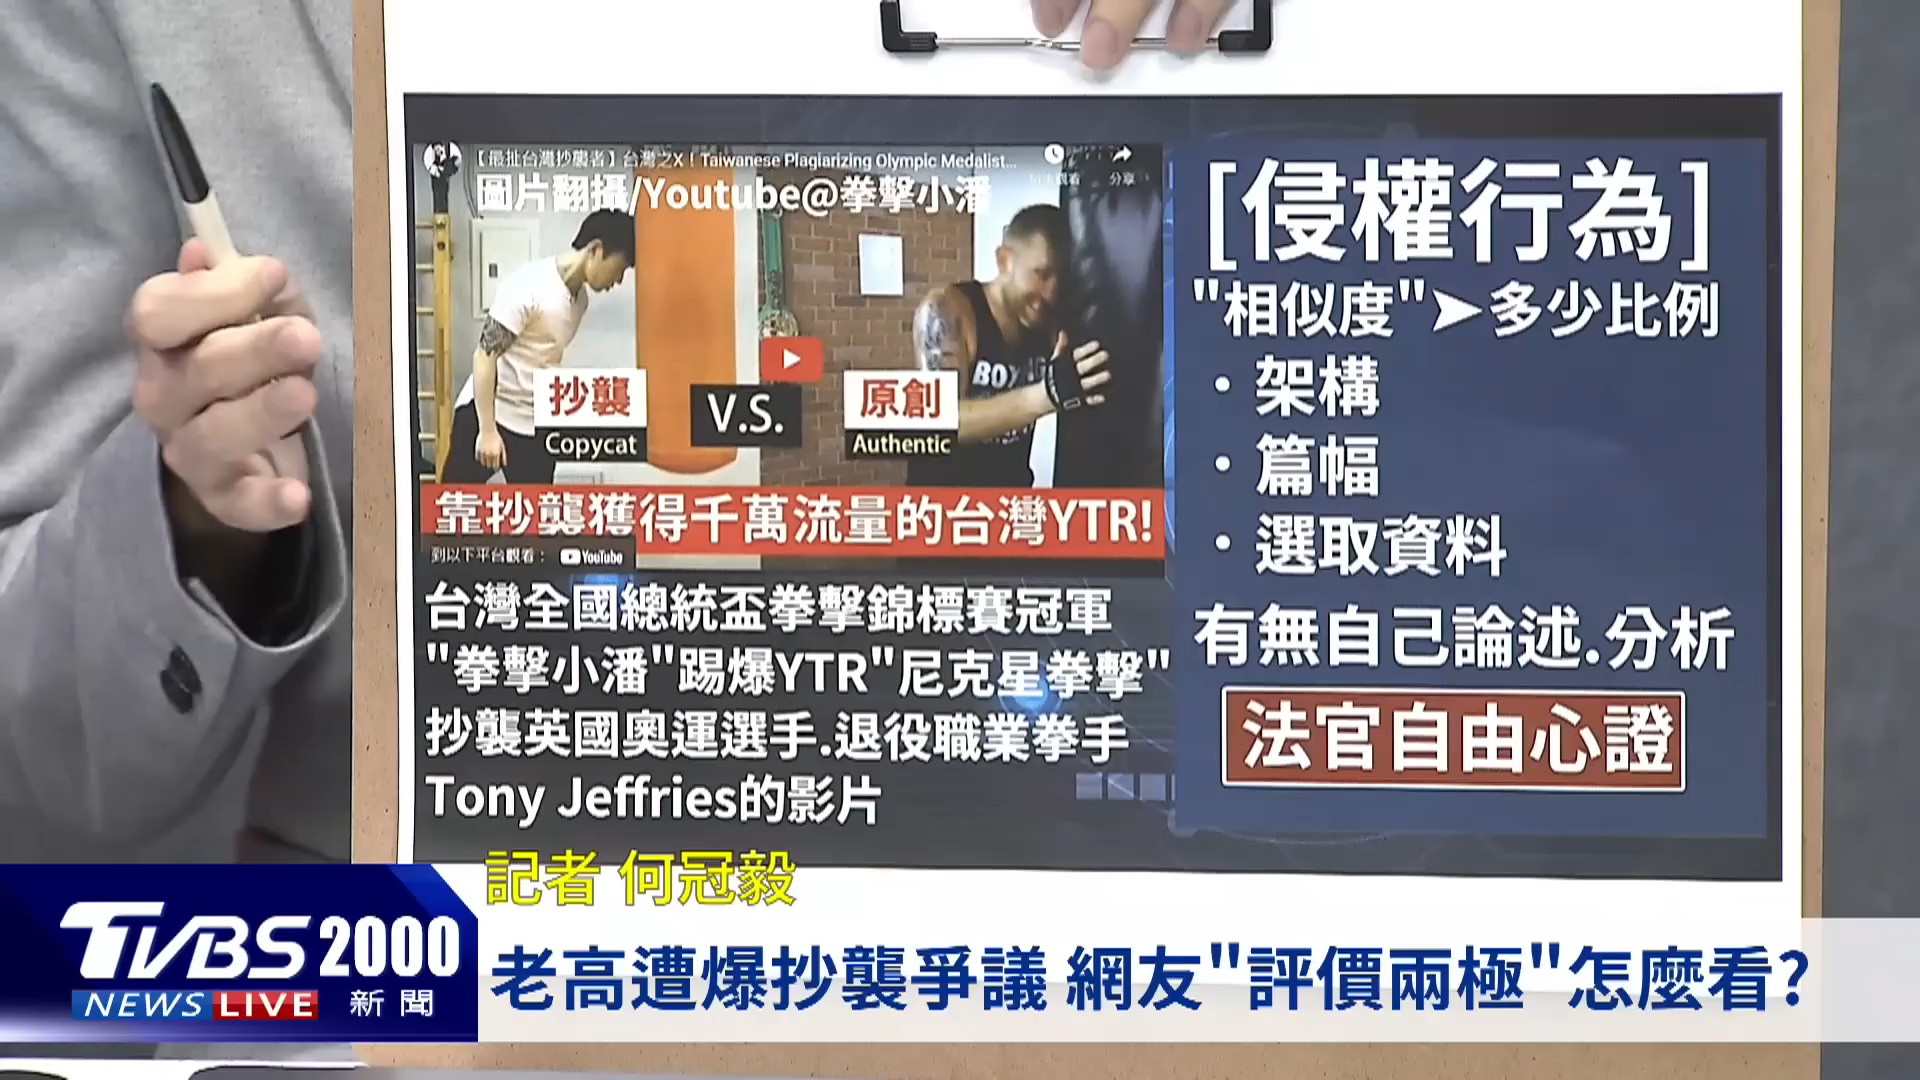 【最扯台灣抄襲者】台灣之X！Taiwanese Plagiarizing Olympic Medalist...
分享
圖片翻攝/Youtube@拳擊小潘
抄襲
Copycat
V.S.
原創
Authentic
BOX
靠抄襲獲得千萬流量的台灣YTR!
到以下平台觀看：
YouTube
台灣全國總統盃拳擊錦標賽冠軍
"拳擊小潘"踢爆YTR"尼克星拳擊"
抄襲英國奧運選手.退役職業拳手
Tony Jeffries的影片
[侵權行為]
"相似度"➤多少比例
・架構
・篇幅
・選取資料
有無自己論述.分析
法官自由心證
記者 何冠毅
TVBS 2000
NEWS LIVE 新聞
老高遭爆抄襲爭議 網友"評價兩極"怎麼看?